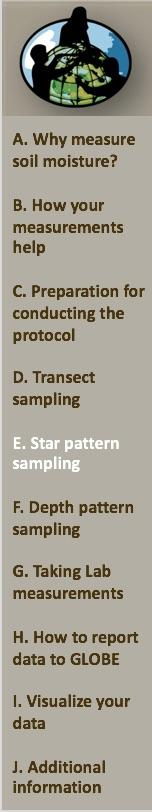 A. Why measure
soil moisture?
B. How your
measurements
help
C. Preparation for
conducting the
protocol
D. Transect
sampling
E. Star pattern
sampling
F. Depth pattern
sampling
G. Taking Lab
measurements
H. How to report
data to GLOBE
I. Visualize your
data
J. Additional
information